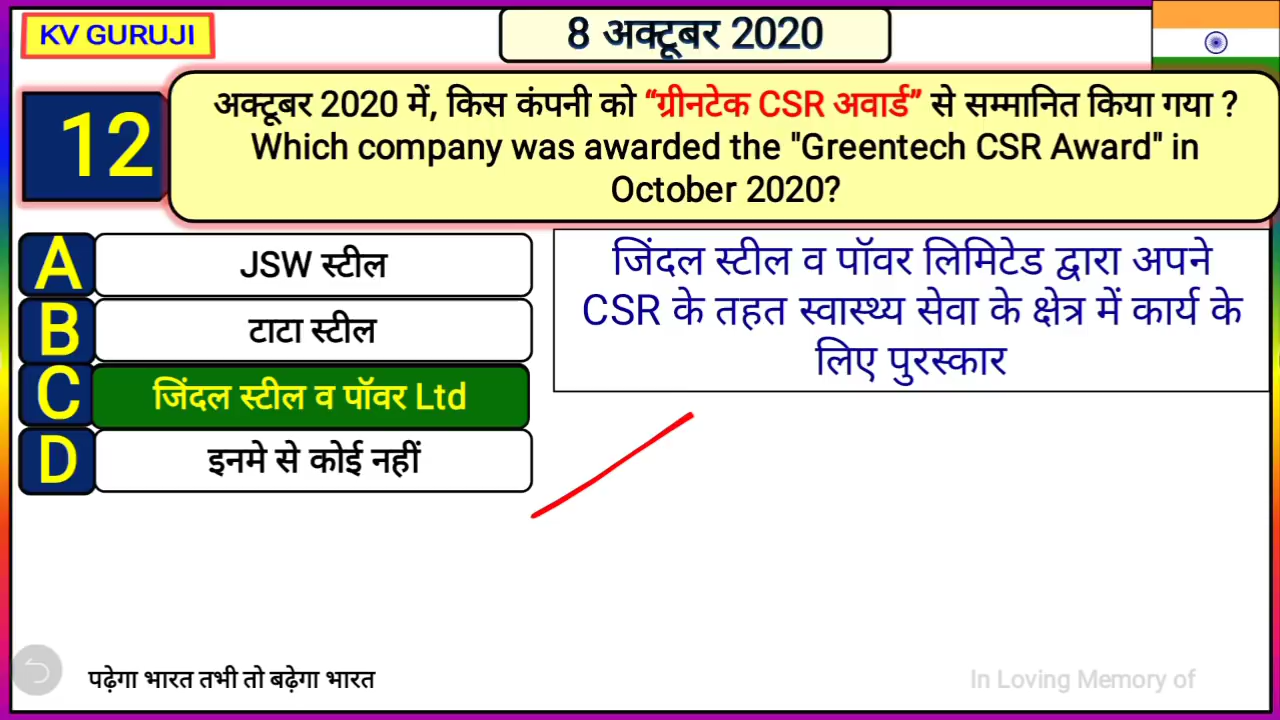 KV GURUJI
8 अक्टूबर 2020
12
अक्टूबर 2020 में, किस कंपनी को “ग्रीनटेक CSR अवार्ड” से सम्मानित किया गया ?
Which company was awarded the "Greentech CSR Award" in
October 2020?
A
JSW स्टील
B
टाटा स्टील
C
जिंदल स्टील व पॉवर Ltd
D
इनमे से कोई नहीं
जिंदल स्टील व पॉवर लिमिटेड द्वारा अपने
CSR के तहत स्वास्थ्य सेवा के क्षेत्र में कार्य के
लिए पुरस्कार
पढ़ेगा भारत तभी तो बढ़ेगा भारत
In Loving Memory of